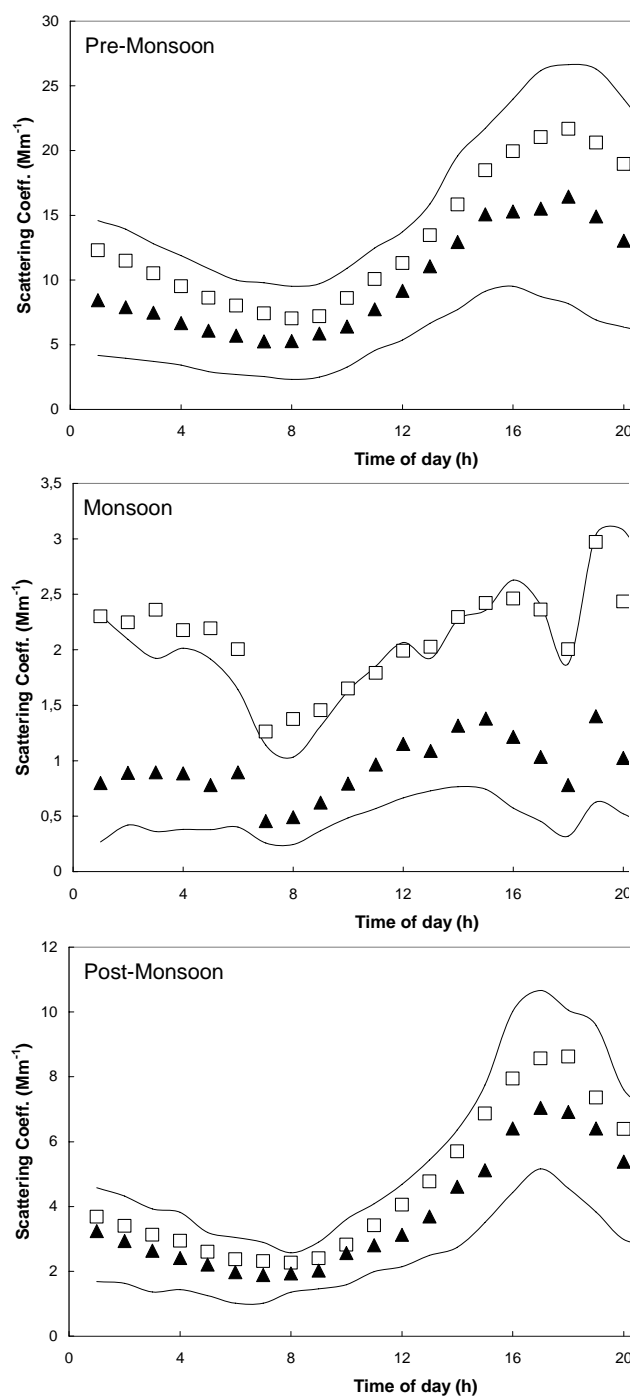 30
Pre-Monsoon
25
20
15
10
5
0
Scattering Coeff. (Mm-1)
0 4 8 12 16 20
Time of day (h)
3,5
Monsoon
3
2,5
2
1,5
1
0,5
0
Scattering Coeff. (Mm-1)
0 4 8 12 16 20
Time of day (h)
12
Post-Monsoon
10
8
6
4
2
0
Scattering Coeff. (Mm-1)
0 4 8 12 16 20
Time of day (h)